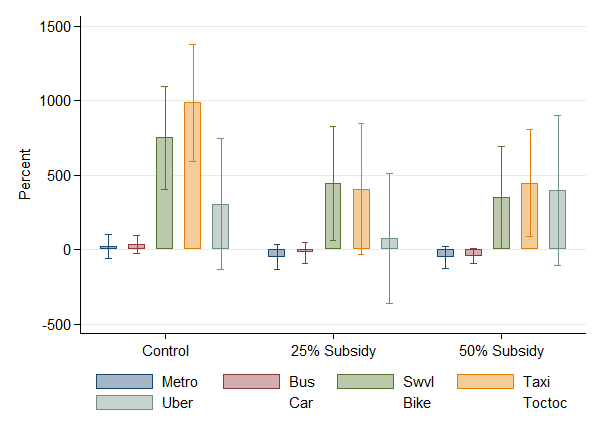 1500
1000
500
0
-500
Percent
Control 25% Subsidy 50% Subsidy
Metro Bus Swvl Taxi
Uber Car Bike Toctoc